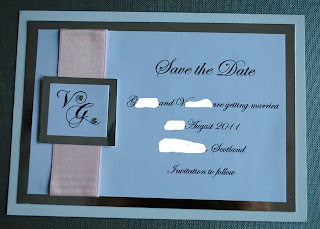 V
G
Save the Date
G and V are getting married
August 2011
, Scotland
Invitation to follow